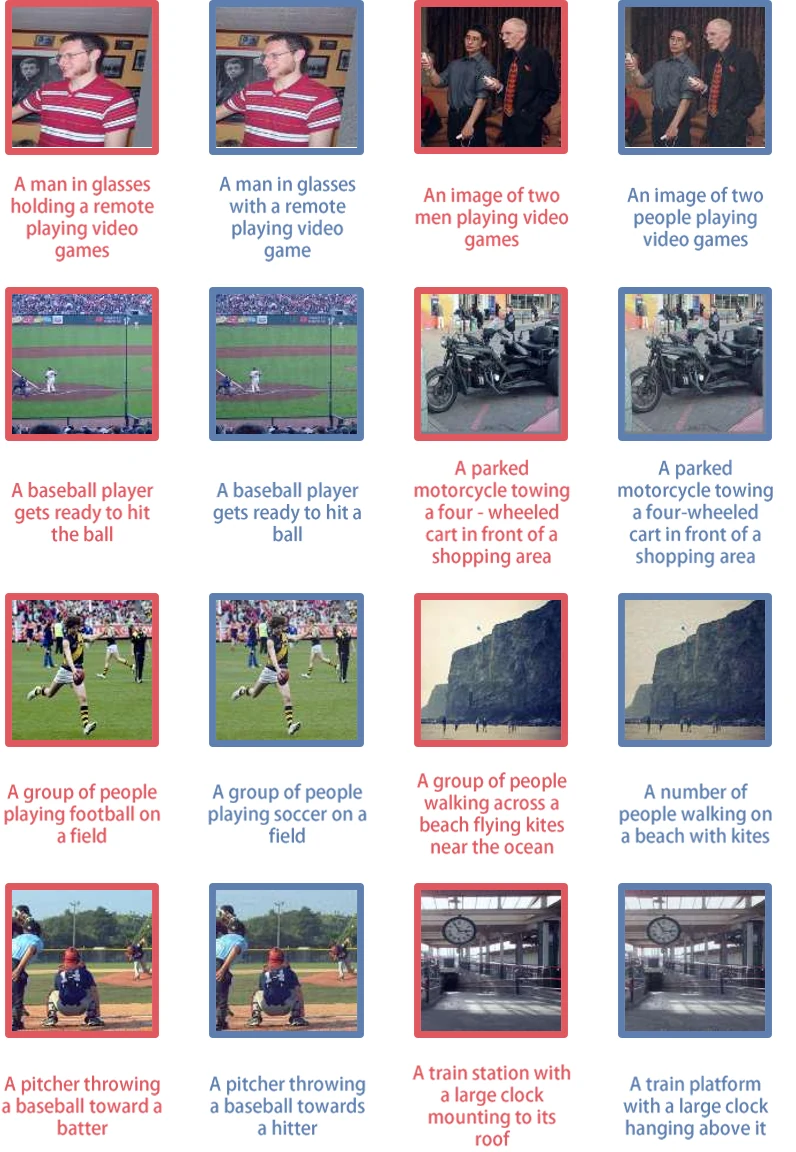 A man in glasses
holding a remote
playing video
games
A man in glasses
with a remote
playing video
game
An image of two
men playing video
games
An image of two
people playing
video games
A baseball player
gets ready to hit
the ball
A baseball player
gets ready to hit a
ball
A parked
motorcycle towing
a four - wheeled
cart in front of a
shopping area
A parked
motorcycle towing
a four-wheeled
cart in front of a
shopping area
A group of people
playing football on
a field
A group of people
playing soccer on a
field
A group of people
walking across a
beach flying kites
near the ocean
A number of
people walking on
a beach with kites
A pitcher throwing
a baseball toward a
batter
A pitcher throwing
a baseball towards
a hitter
A train station with
a large clock
mounting to its
roof
A train platform
with a large clock
hanging above it